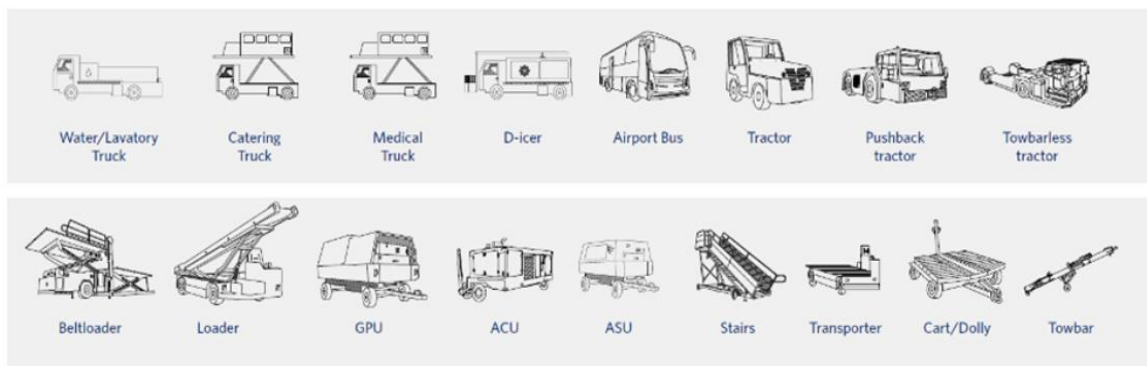 Water/Lavatory Truck
Catering Truck
Medical Truck
D-icer
Airport Bus
Tractor
Pushback tractor
Towbarless tractor
Beltloader
Loader
GPU
ACU
ASU
Stairs
Transporter
Cart/Dolly
Towbar